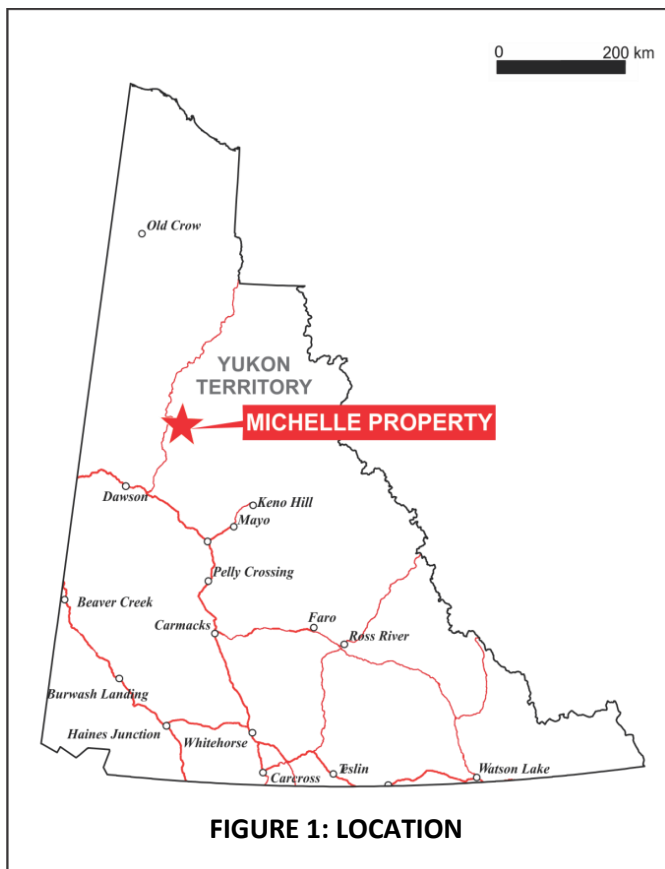 0 200 km
Old Crow
YUKON
TERRITORY
MICHELLE PROPERTY
Dawson
Keno Hill
Mayo
Pelly Crossing
Beaver Creek
Carmacks
Faro
Ross River
Burwash Landing
Haines Junction
Whitehorse
Carcross
Teslin
Watson Lake
FIGURE 1: LOCATION